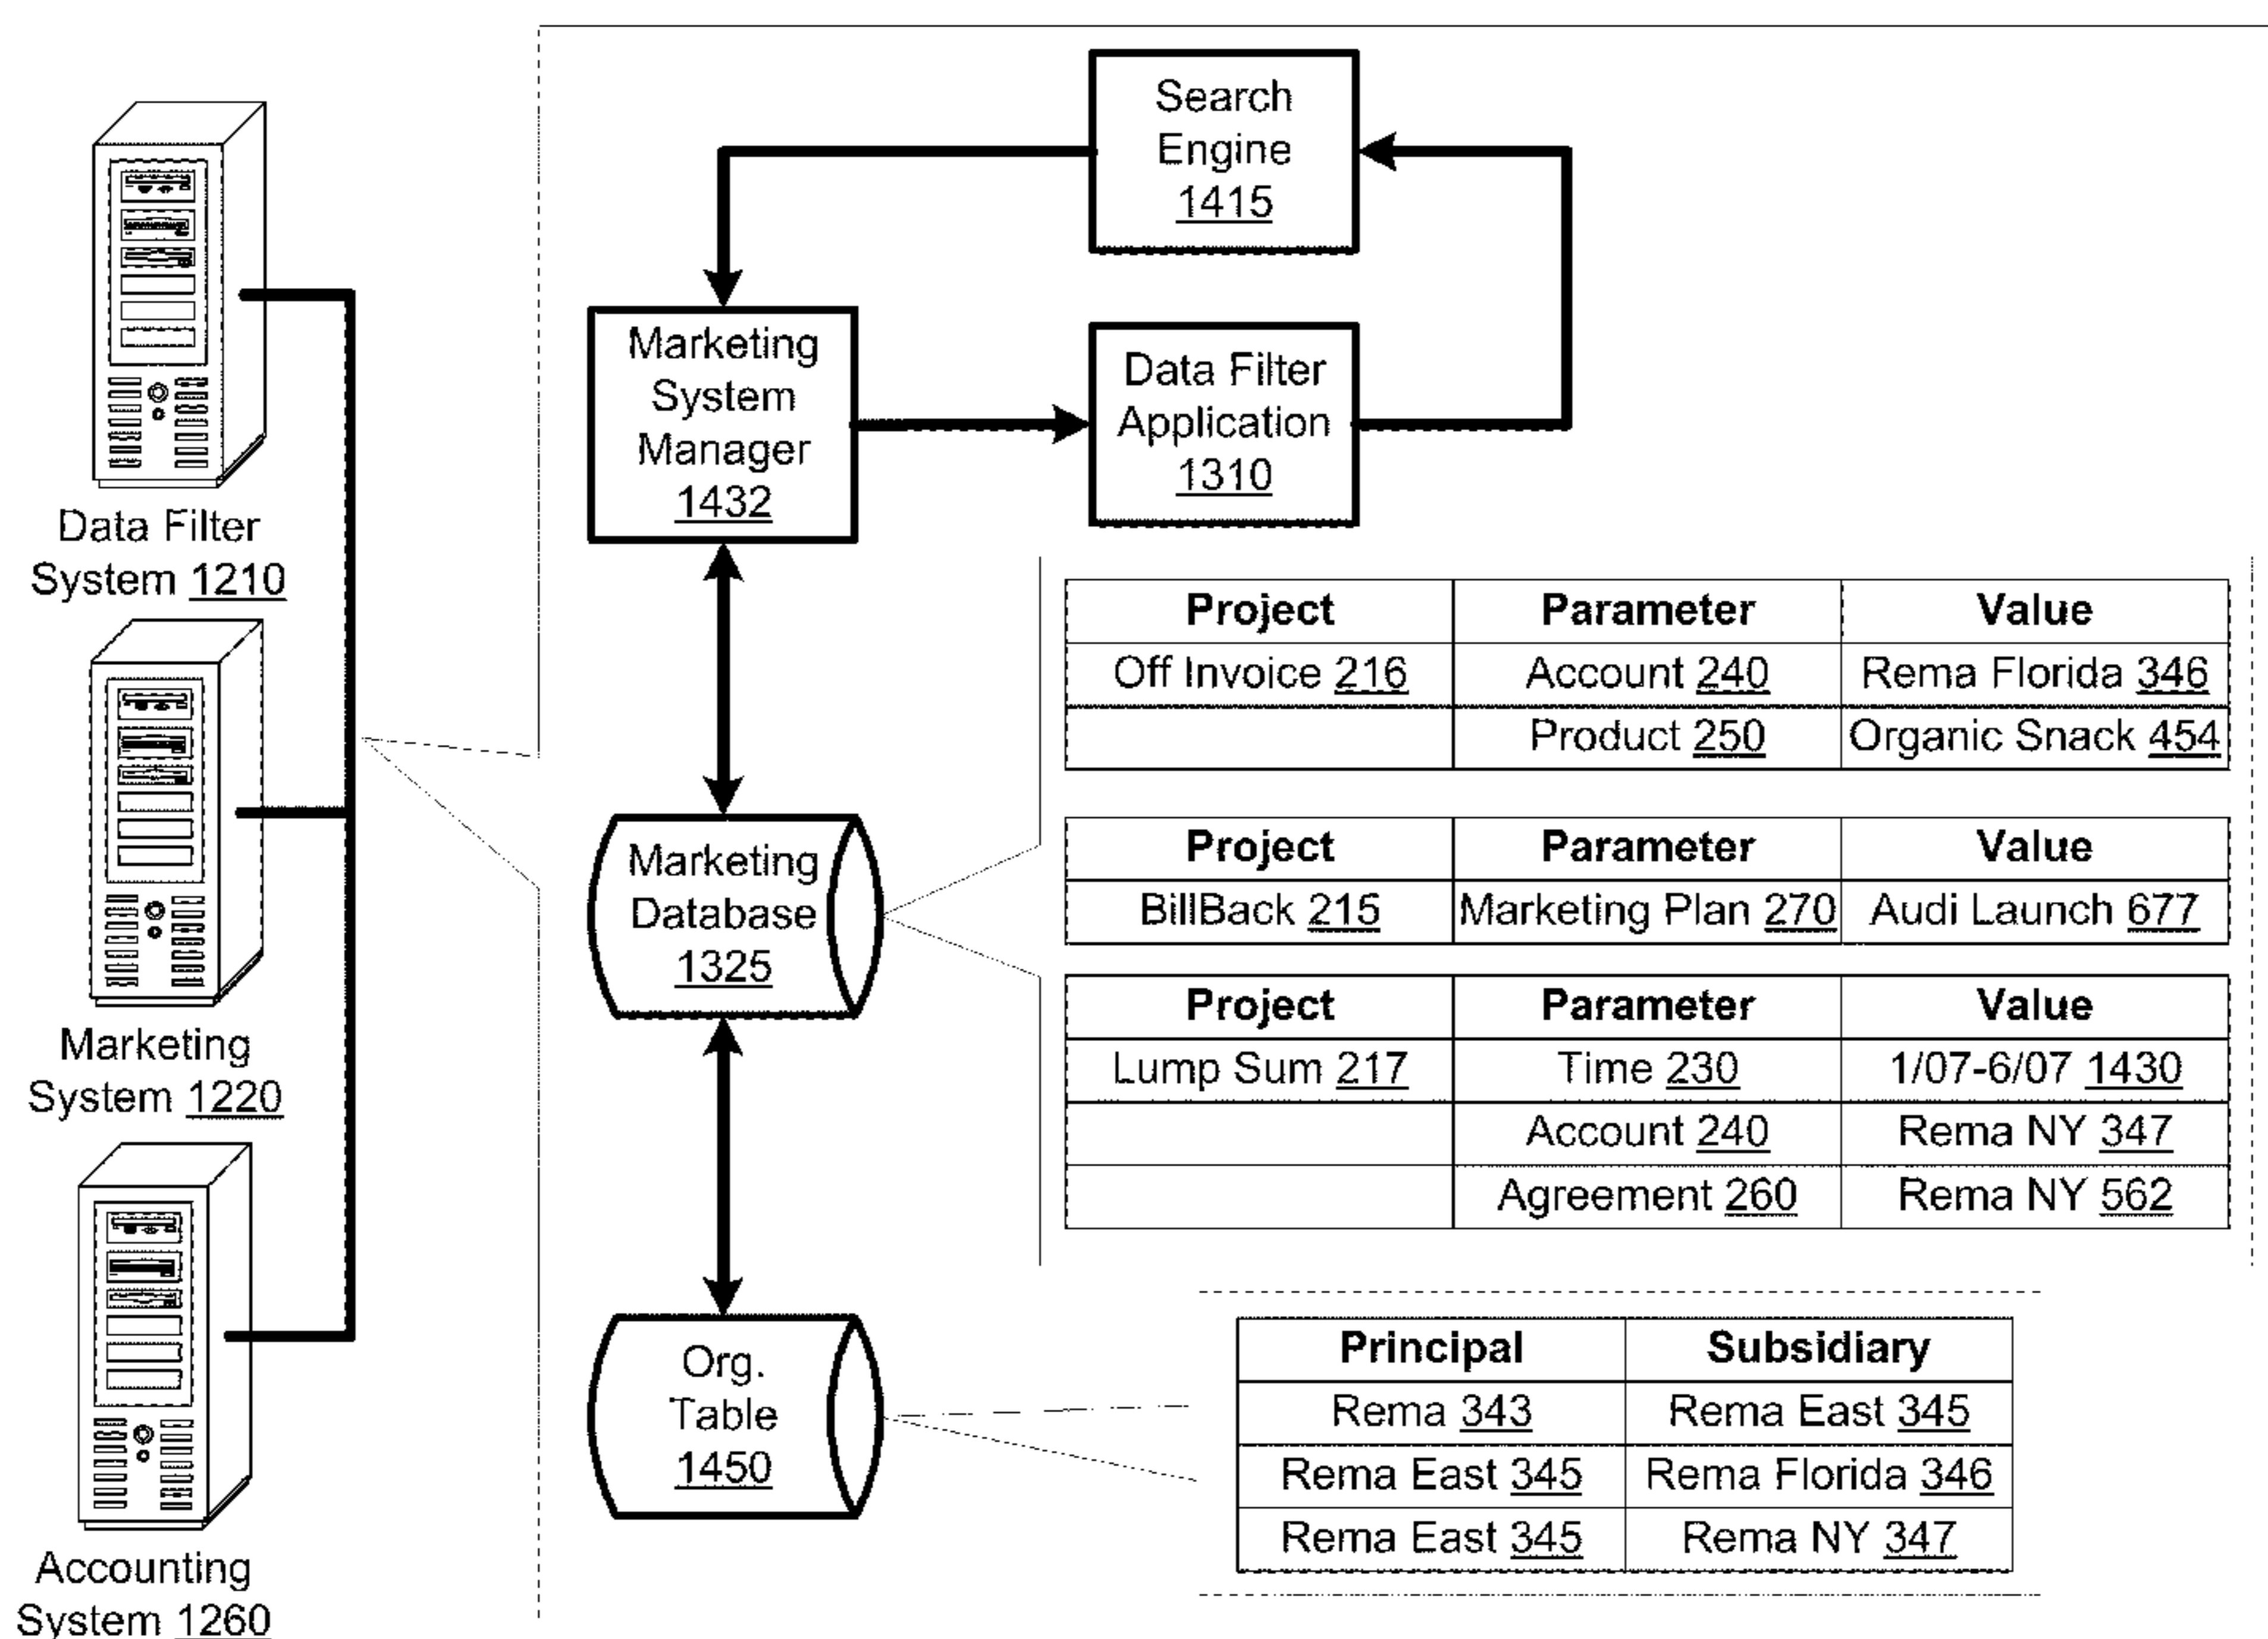 Search
Engine
1415
Marketing
System
Manager
1432
Data Filter
Application
1310
Data Filter
System 1210
Project Parameter Value
Off Invoice 216 Account 240 Rema Florida 346
Product 250 Organic Snack 454
Marketing
Database
1325
Project Parameter Value
BillBack 215 Marketing Plan 270 Audi Launch 677
Marketing
System 1220
Project Parameter Value
Lump Sum 217 Time 230 1/07-6/07 1430
Account 240 Rema NY 347
Agreement 260 Rema NY 562
Org.
Table
1450
Principal Subsidiary
Rema 343 Rema East 345
Rema East 345 Rema Florida 346
Rema East 345 Rema NY 347
Accounting
System 1260